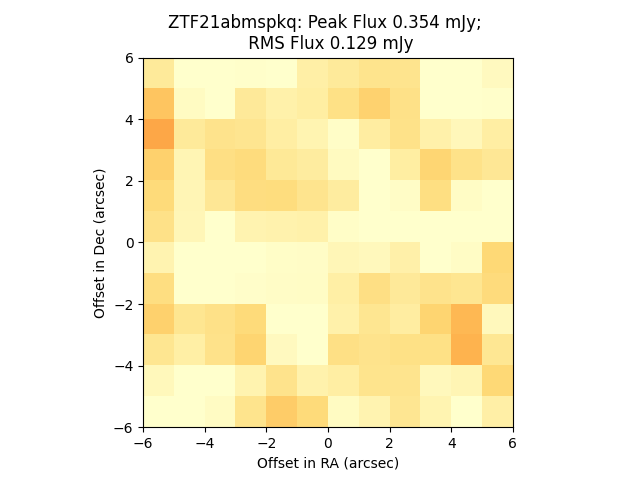 ZTF21abmspkq: Peak Flux 0.354 mJy;
RMS Flux 0.129 mJy
6
4
2
0
−2
−4
−6
Offset in Dec (arcsec)
−6 −4 −2 0 2 4 6
Offset in RA (arcsec)